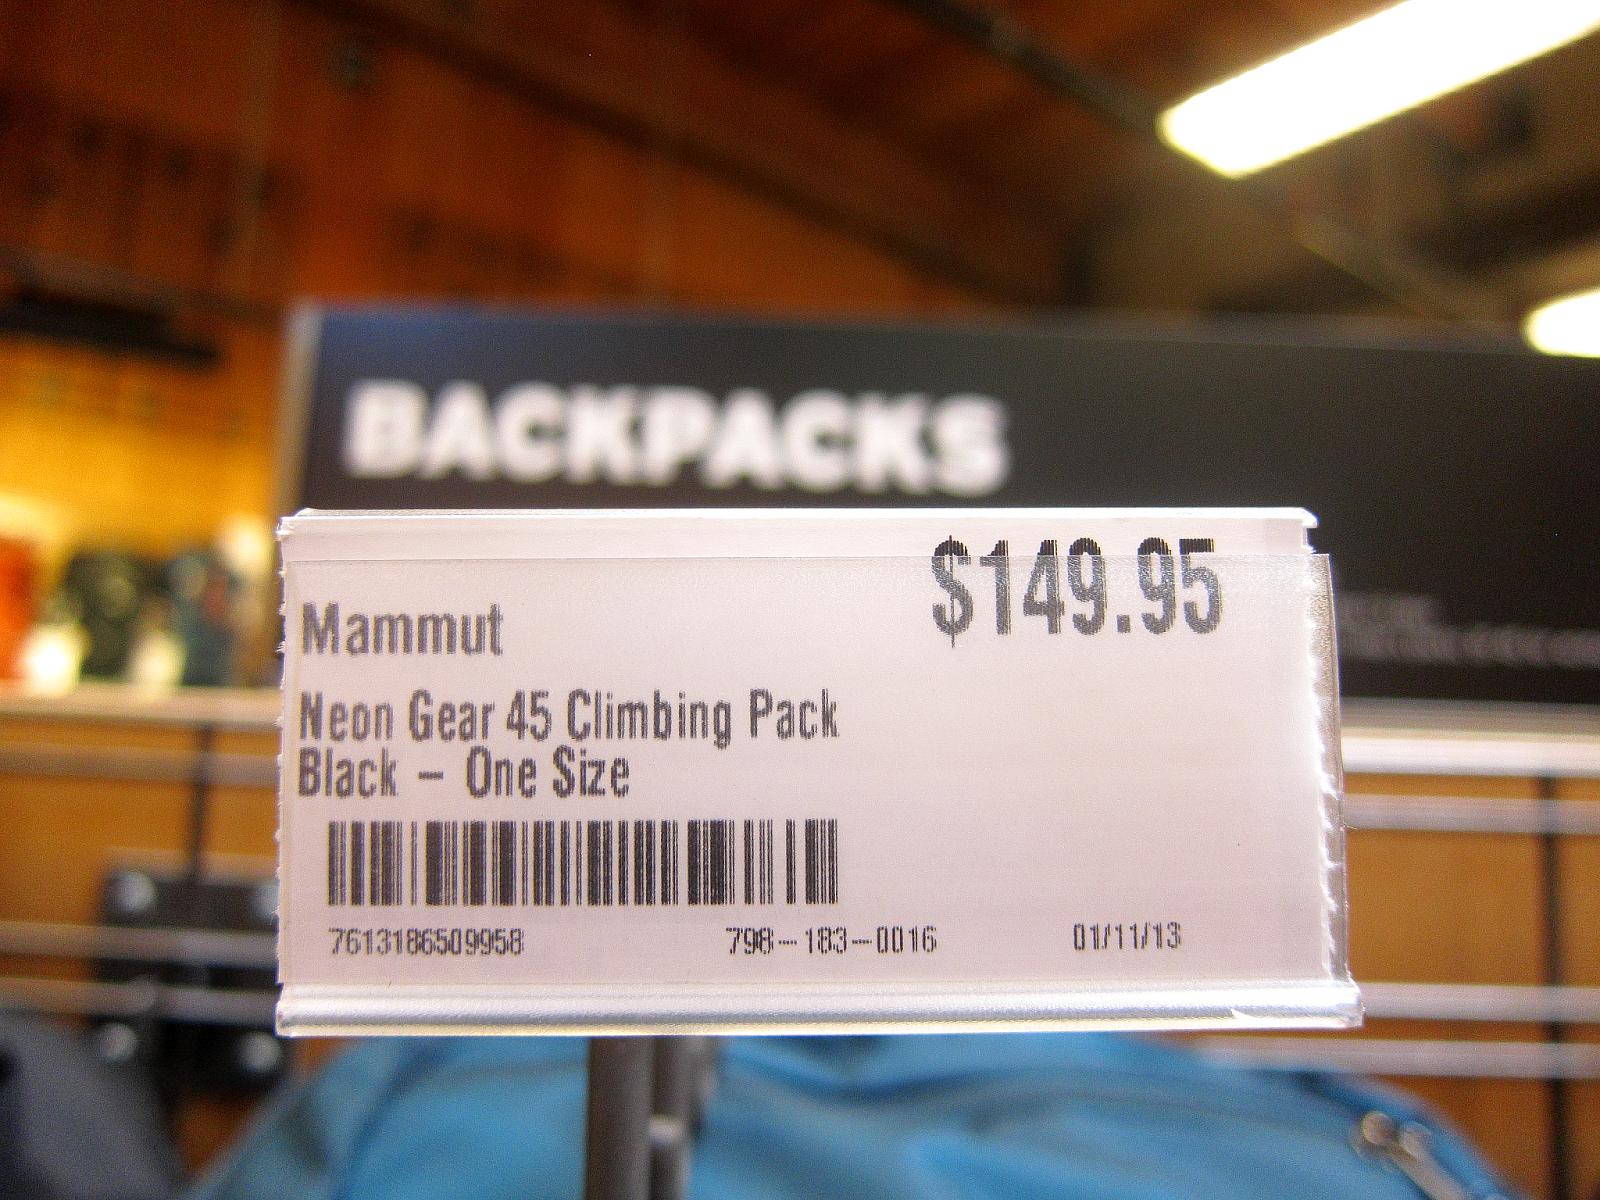 BACKPACKS
$149.95
Mammut
Neon Gear 45 Climbing Pack
Black – One Size
7613186509958 798-183-0016 01/11/13